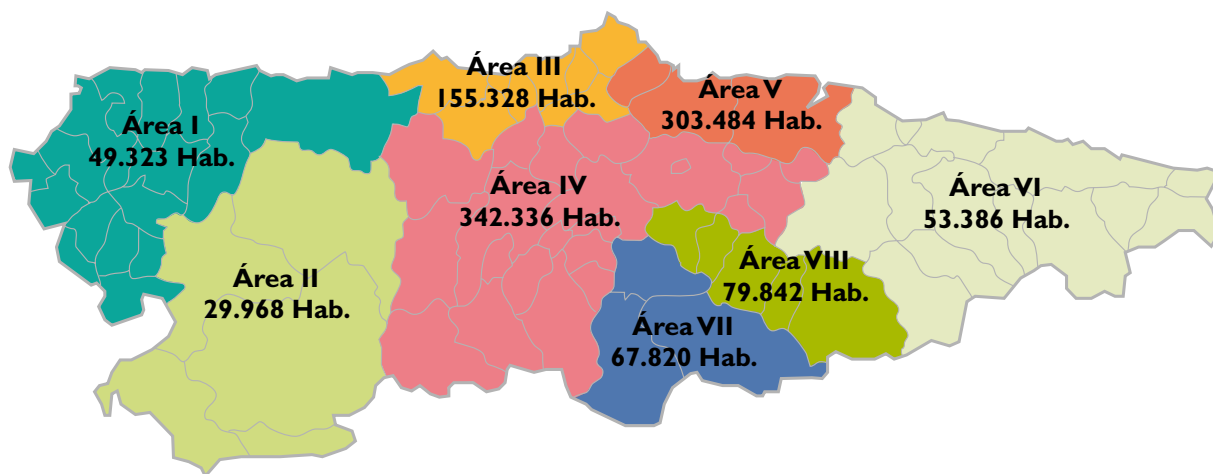 Área I
49.323 Hab.
Área II
29.968 Hab.
Área III
155.328 Hab.
Área IV
342.336 Hab.
Área V
303.484 Hab.
Área VI
53.386 Hab.
Área VII
67.820 Hab.
Área VIII
79.842 Hab.